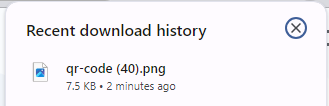 Recent download history
qr-code (40).png
7.5 KB • 2 minutes ago